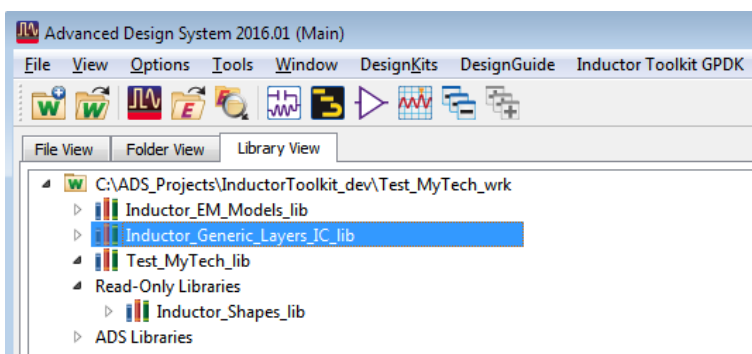 Advanced Design System 2016.01 (Main)
File View Options Tools Window DesignKits DesignGuide Inductor Toolkit GPDK
File View Folder View Library View
C:\ADS_Projects\InductorToolkit_dev\Test_MyTech_wrk
Inductor_EM_Models_lib
Inductor_Generic_Layers_IC_lib
Test_MyTech_lib
Read-Only Libraries
Inductor_Shapes_lib
ADS Libraries